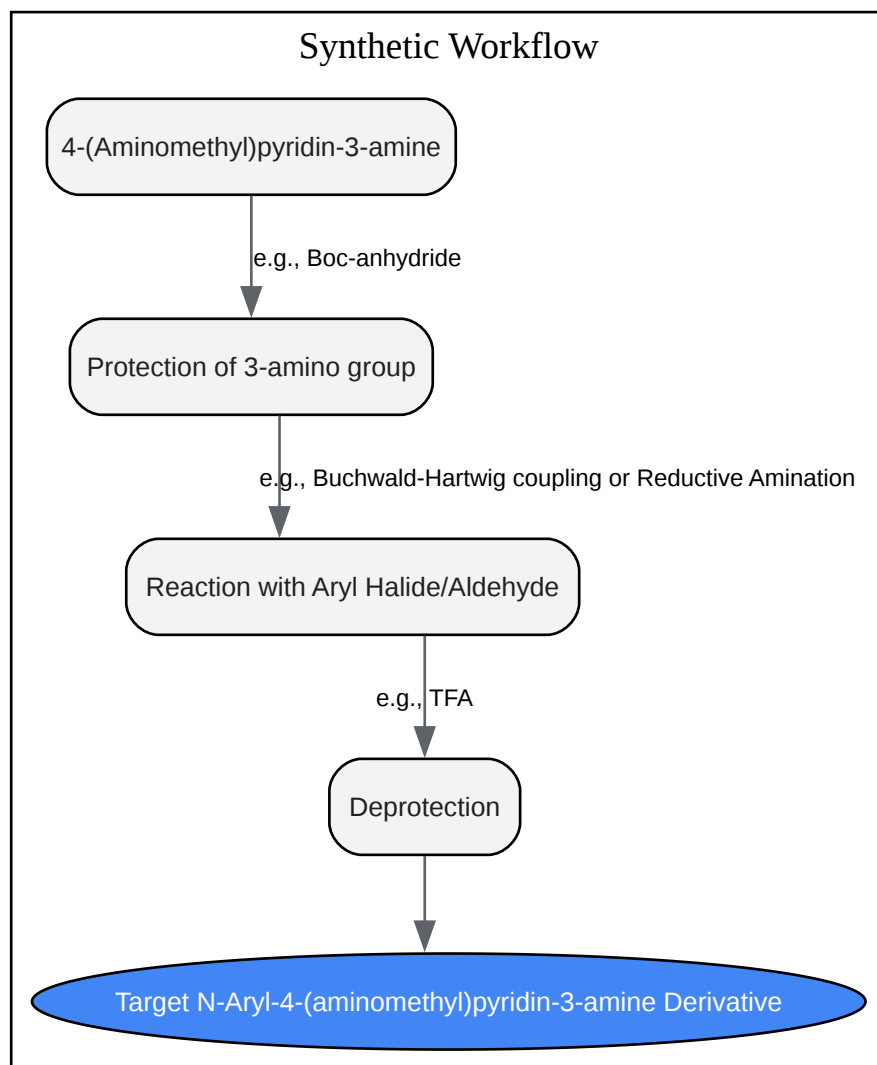 Synthetic Workflow
4-(Aminomethyl)pyridin-3-amine
e.g., Boc-anhydride
Protection of 3-amino group
e.g., Buchwald-Hartwig coupling or Reductive Amination
Reaction with Aryl Halide/Aldehyde
e.g., TFA
Deprotection
Target N-Aryl-4-(aminomethyl)pyridin-3-amine Derivative